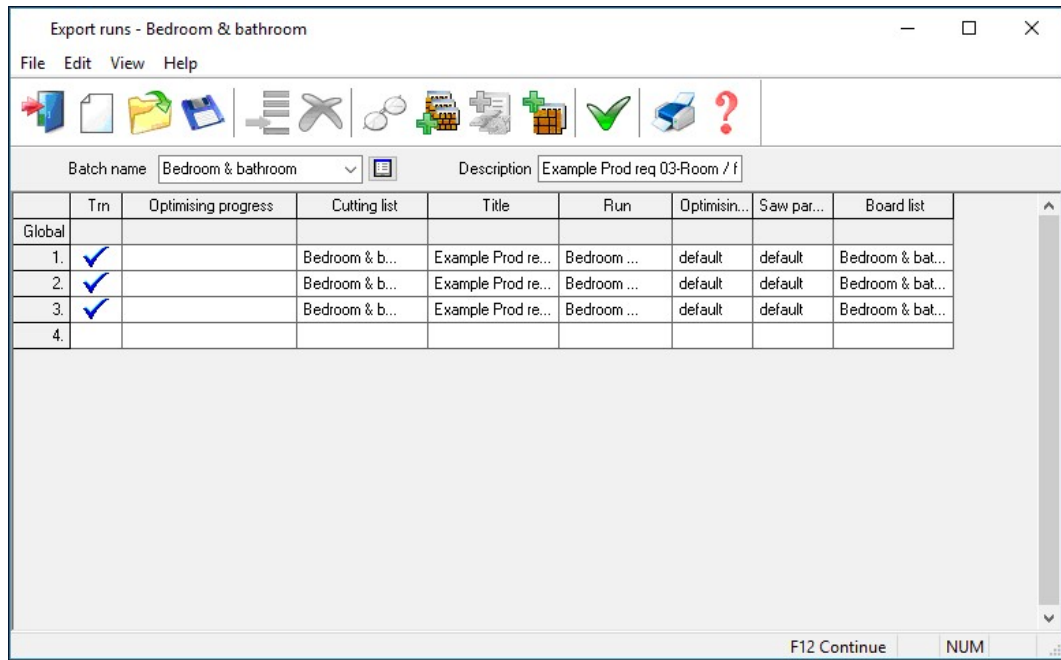 Export runs - Bedroom & bathroom
File Edit View Help
Batch name Bedroom & bathroom Description Example Prod req 03-Room / f
Trn Optimising progress Cutting list Title Run Optimisin... Saw par... Board list
Global
1. Bedroom & b... Example Prod re... Bedroom ... default default Bedroom & bat...
2. Bedroom & b... Example Prod re... Bedroom ... default default Bedroom & bat...
3. Bedroom & b... Example Prod re... Bedroom ... default default Bedroom & bat...
4.
F12 Continue NUM